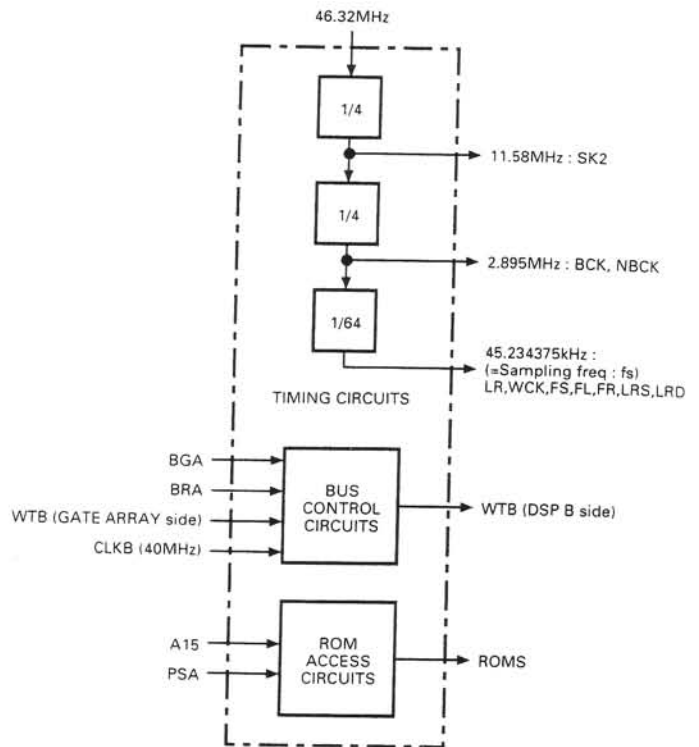 46.32MHz
1/4
11.58MHz : SK2
1/4
2.895MHz : BCK, NBCK
1/64
45.234375kHz :
(=Sampling freq : fs)
LR,WCK,FS,FL,FR,LRS,LRD
TIMING CIRCUITS
BGA
BRA
WTB (GATE ARRAY side)
CLKB (40MHz)
BUS
CONTROL
CIRCUITS
WTB (DSP B side)
A15
PSA
ROM
ACCESS
CIRCUITS
ROMS